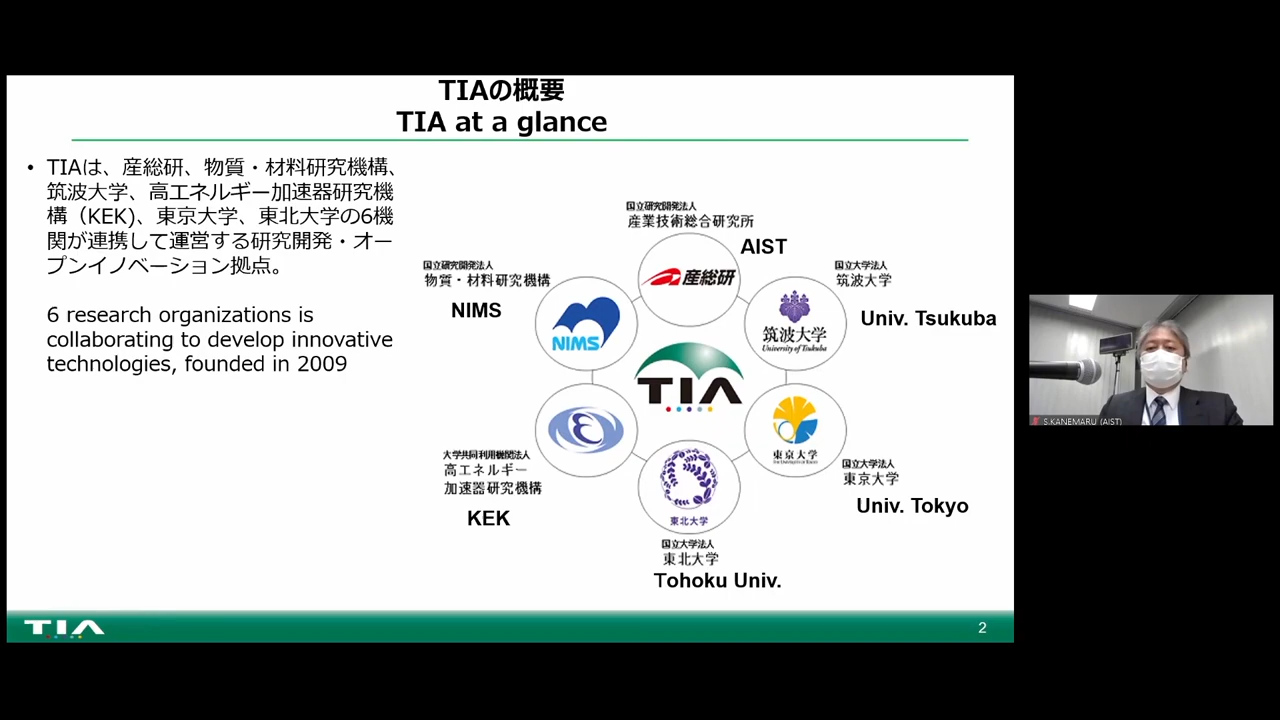 TIAの概要
TIA at a glance
• TIAは、産総研、物質・材料研究機構、
筑波大学、高エネルギー加速器研究機
構（KEK)、東京大学、東北大学の6機
関が連携して運営する研究開発・オー
プンイノベーション拠点。
6 research organizations is
collaborating to develop innovative
technologies, founded in 2009
国立研究開発法人
産業技術総合研究所
AIST
産総研
国立研究開発法人
物質・材料研究機構
NIMS
NIMS
国立大学法人
筑波大学
Univ. Tsukuba
筑波大学
University of Tsukuba
TIA
大学共同利用機関法人
高エネルギー
加速器研究機構
KEK
東京大学
国立大学法人
東京大学
Univ. Tokyo
東北大学
国立大学法人
東北大学
Tohoku Univ.
TIA
2
S.KANEMARU (AIST)